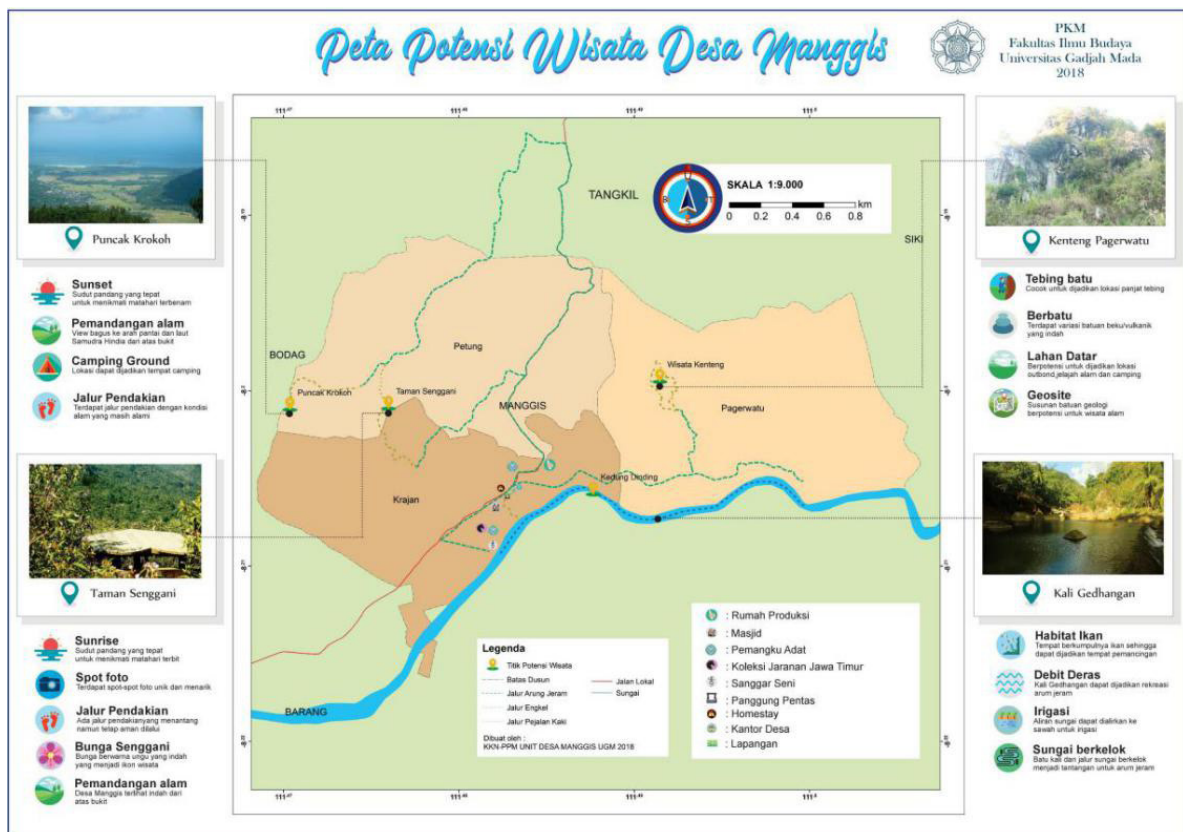 Peta Potensi Wisata Desa Manggis
PKM
Fakultas Ilmu Budaya
Universitas Gadjah Mada
2018
Puncak Krokoh
Sunset
Sudut pandang yang tepat
untuk menikmati matahari terbenam
Pemandangan alam
View bagus ke arah pantai dan laut
Samudra Hindia dari atas bukit
Camping Ground
Lokasi dapat dijadikan tempat camping
Jalur Pendakian
Terdapat jalur pendakian dengan kondisi
alam yang masih alami
Taman Senggani
Sunrise
Sudut pandang yang tepat
untuk menikmati matahari terbit
Spot foto
Terdapat spot-spot foto unik dan menarik
Jalur Pendakian
Ada jalur pendakianyang menantang
namun tetap aman dilalui
Bunga Senggani
Bunga berwarna ungu yang indah
yang menjadi ikon wisata
Pemandangan alam
Desa Manggis terlihat indah dari
atas bukit
TANGKIL
SKALA 1:9.000
0 0.2 0.4 0.6 0.8 km
SIKI
BODAG
Petung
Wisata Kenteng
Puncak Krokoh
Taman Senggani
MANGGIS
Pagerwatu
Krajan
BARANG
Legenda
Titik Potensi Wisata
Batas Dusun
Jalur Arung Jeram
Jalur Engkel
Jalur Pejalan Kaki
Jalan Lokal
Sungai
Dibuat oleh :
KKN-PPM UNIT DESA MANGGIS UGM 2018
: Rumah Produksi
: Masjid
: Pemangku Adat
: Koleksi Jaranan Jawa Timur
: Sanggar Seni
: Panggung Pentas
: Homestay
: Kantor Desa
: Lapangan
Kenteng Pagerwatu
Tebing batu
Cocok untuk dijadikan lokasi panjat tebing
Berbatu
Terdapat variasi batuan beku/vulkanik
yang indah
Lahan Datar
Berpotensi untuk dijadikan lokasi
outbond,jelajah alam dan camping
Geosite
Susunan batuan geologi
berpotensi untuk wisata alam
Kali Gedhangan
Habitat Ikan
Tempat berkumpulnya ikan sehingga
dapat dijadikan tempat pemancingan
Debit Deras
Kali Gedhangan dapat dijadikan rekreasi
arum jeram
Irigasi
Aliran sungai dapat dialirkan ke
sawah untuk irigasi
Sungai berkelok
Batu kali dan jalur sungai berkelok
menjadi tantangan untuk arum jeram